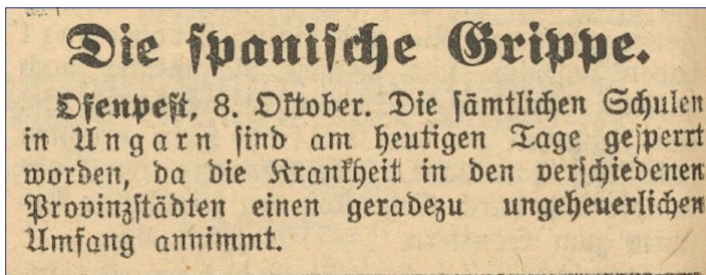 Die spanische Grippe.
Ofenpest, 8. Oktober. Die sämtlichen Schulen
in Ungarn sind am heutigen Tage gesperrt
worden, da die Krankheit in den verschiedenen
Provinzstädten einen geradezu ungeheuerlichen
Umfang annimmt.